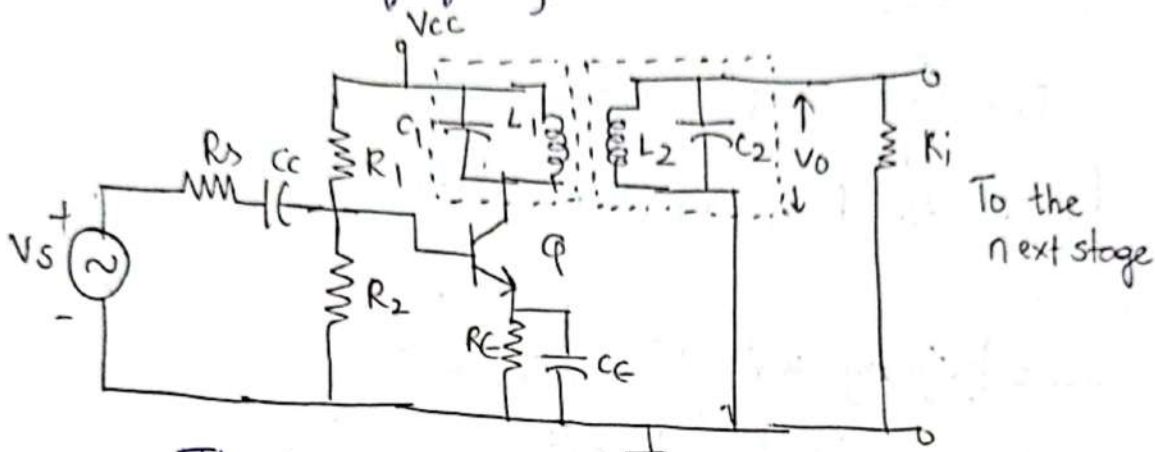 Vcc
C1
L1
L2
C2
Vo
Ri
Rs
Cc
R1
To the
next stage
+
Vs
-
Q
R2
RE
CE